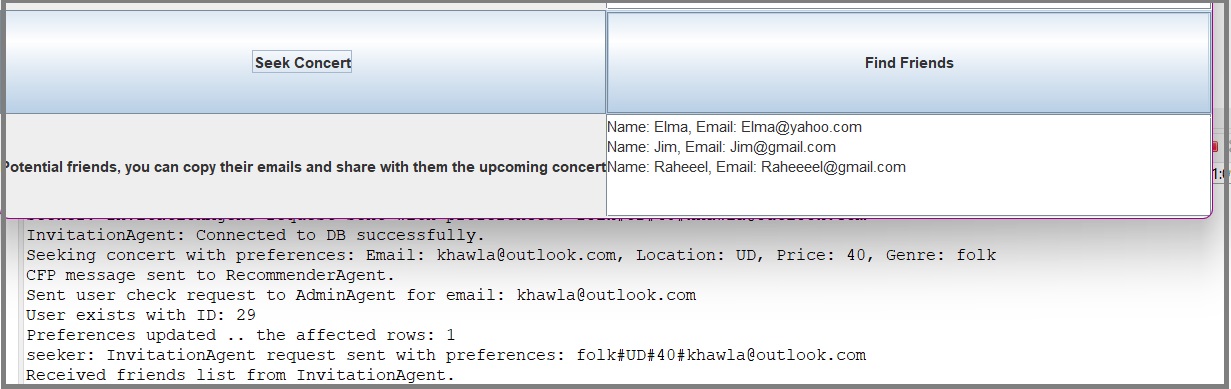 Seek Concert
Find Friends
Potential friends, you can copy their emails and share with them the upcoming concert
Name: Elma, Email: Elma@yahoo.com
Name: Jim, Email: Jim@gmail.com
Name: Raheeel, Email: Raheeeel@gmail.com
InvitationAgent: Connected to DB successfully.
Seeking concert with preferences: Email: khawla@outlook.com, Location: UD, Price: 40, Genre: folk
CFP message sent to RecommenderAgent.
Sent user check request to AdminAgent for email: khawla@outlook.com
User exists with ID: 29
Preferences updated .. the affected rows: 1
seeker: InvitationAgent request sent with preferences: folk#UD#40#khawla@outlook.com
Received friends list from InvitationAgent.